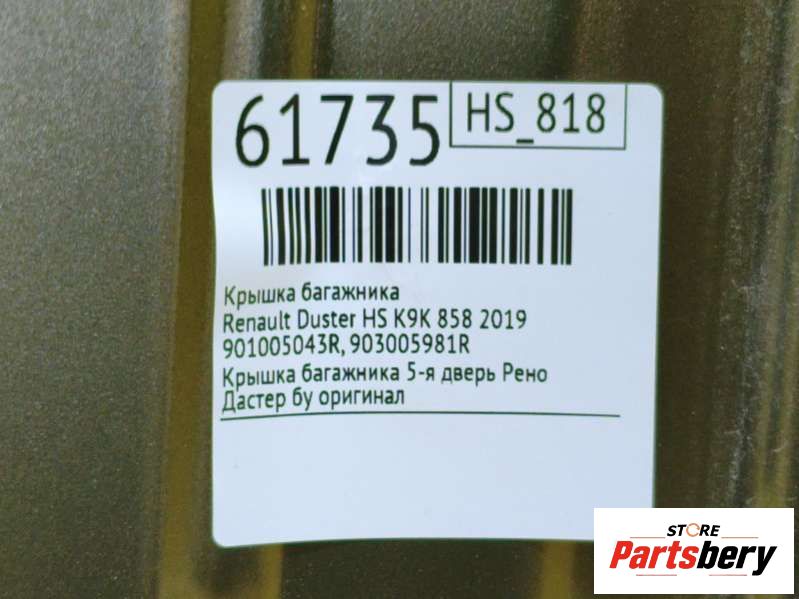 61735 HS_818
Крышка багажника
Renault Duster HS K9K 858 2019
901005043R, 903005981R
Крышка багажника 5-я дверь Рено
Дастер бу оригинал
STORE
Partsbery